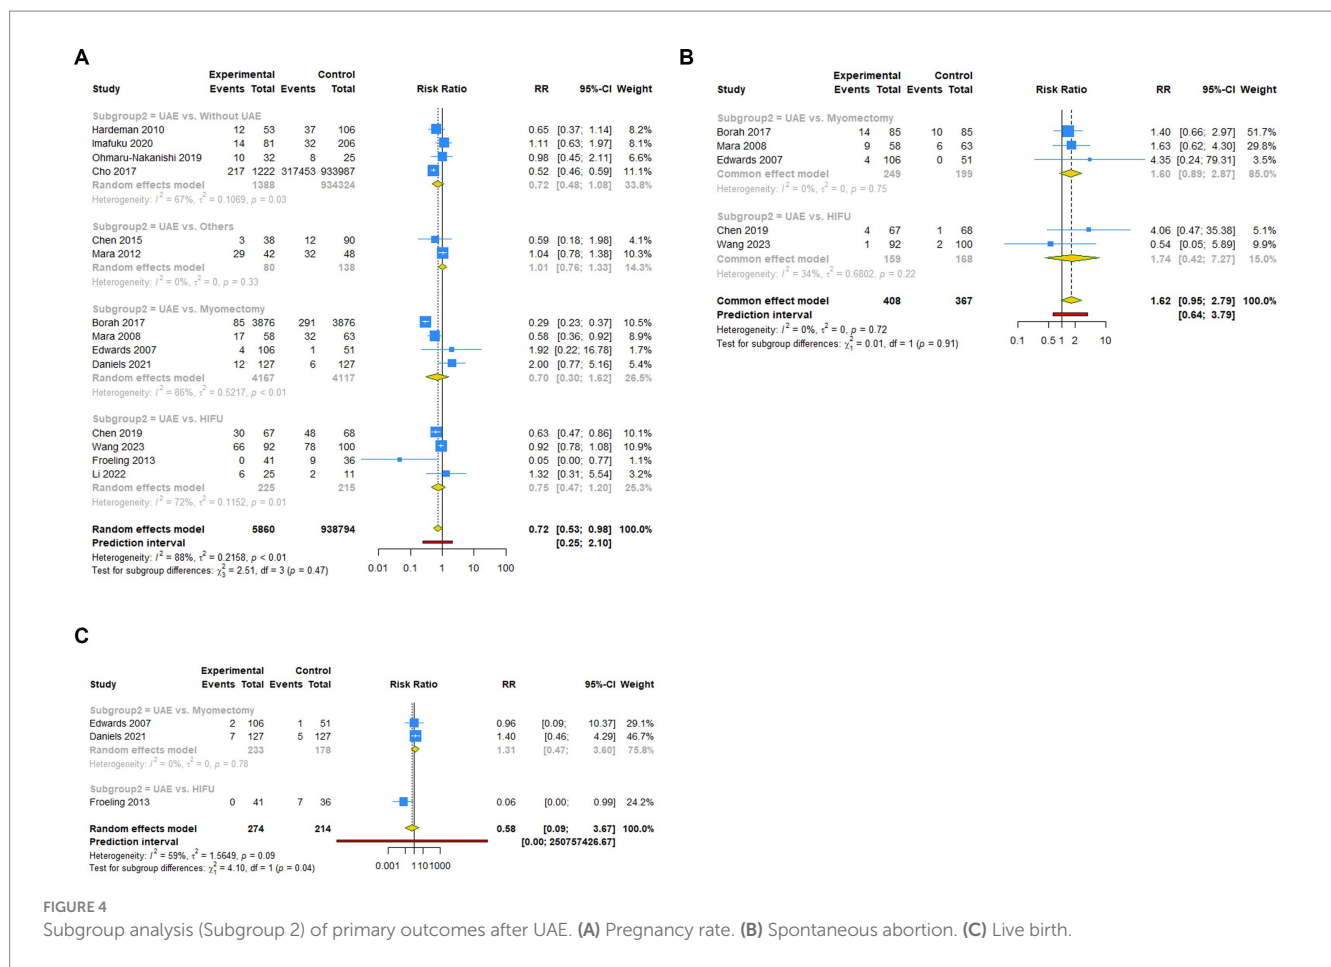 A
Experimental Control
Study Events Total Events Total Risk Ratio RR 95%-CI Weight
Subgroup2 = UAE vs. Without UAE
Hardeman 2010 12 53 37 106 0.65 [0.37; 1.14] 8.2%
Imafuku 2020 14 81 32 206 1.11 [0.63; 1.97] 8.1%
Ohmaru-Nakanishi 2019 10 32 8 25 0.98 [0.45; 2.11] 6.6%
Cho 2017 217 1222 317453 933987 0.52 [0.46; 0.59] 11.1%
Random effects model 1388 934324 0.72 [0.48; 1.08] 33.8%
Heterogeneity: I² = 67%, τ² = 0.1069, p = 0.03
Subgroup2 = UAE vs. Others
Chen 2015 3 38 12 90 0.59 [0.18; 1.98] 4.1%
Mara 2012 29 42 32 48 1.04 [0.78; 1.38] 10.3%
Random effects model 80 138 1.01 [0.76; 1.33] 14.3%
Heterogeneity: I² = 0%, τ² = 0, p = 0.33
Subgroup2 = UAE vs. Myomectomy
Borah 2017 85 3876 291 3876 0.29 [0.23; 0.37] 10.5%
Mara 2008 17 58 32 63 0.58 [0.36; 0.92] 8.9%
Edwards 2007 4 106 1 51 1.92 [0.22; 16.78] 1.7%
Daniels 2021 12 127 6 127 2.00 [0.77; 5.16] 5.4%
Random effects model 4167 4117 0.70 [0.30; 1.62] 26.5%
Heterogeneity: I² = 86%, τ² = 0.5217, p < 0.01
Subgroup2 = UAE vs. HIFU
Chen 2019 30 67 48 68 0.63 [0.47; 0.86] 10.1%
Wang 2023 66 92 78 100 0.92 [0.78; 1.08] 10.9%
Froeling 2013 0 41 9 36 0.05 [0.00; 0.77] 1.1%
Li 2022 6 25 2 11 1.32 [0.31; 5.54] 3.2%
Random effects model 225 215 0.75 [0.47; 1.20] 25.3%
Heterogeneity: I² = 72%, τ² = 0.1152, p = 0.01
Random effects model 5860 938794 0.72 [0.53; 0.98] 100.0%
Prediction interval [0.25; 2.10]
Heterogeneity: I² = 88%, τ² = 0.2158, p < 0.01
Test for subgroup differences: χ²₃ = 2.51, df = 3 (p = 0.47)
0.01 0.1 1 10 100
B
Experimental Control
Study Events Total Events Total Risk Ratio RR 95%-CI Weight
Subgroup2 = UAE vs. Myomectomy
Borah 2017 14 85 10 85 1.40 [0.66; 2.97] 51.7%
Mara 2008 9 58 6 63 1.63 [0.62; 4.30] 29.8%
Edwards 2007 4 106 0 51 4.35 [0.24; 79.31] 3.5%
Common effect model 249 199 1.60 [0.89; 2.87] 85.0%
Heterogeneity: I² = 0%, τ² = 0, p = 0.75
Subgroup2 = UAE vs. HIFU
Chen 2019 4 67 1 68 4.06 [0.47; 35.38] 5.1%
Wang 2023 1 92 2 100 0.54 [0.05; 5.89] 9.9%
Common effect model 159 168 1.74 [0.42; 7.27] 15.0%
Heterogeneity: I² = 34%, τ² = 0.6802, p = 0.22
Common effect model 408 367 1.62 [0.95; 2.79] 100.0%
Prediction interval [0.64; 3.79]
Heterogeneity: I² = 0%, τ² = 0, p = 0.72
Test for subgroup differences: χ²₁ = 0.01, df = 1 (p = 0.91)
0.1 0.5 1 2 10
C
Experimental Control
Study Events Total Events Total Risk Ratio RR 95%-CI Weight
Subgroup2 = UAE vs. Myomectomy
Edwards 2007 2 106 1 51 0.96 [0.09; 10.37] 29.1%
Daniels 2021 7 127 5 127 1.40 [0.46; 4.29] 46.7%
Random effects model 233 178 1.31 [0.47; 3.60] 75.8%
Heterogeneity: I² = 0%, τ² = 0, p = 0.78
Subgroup2 = UAE vs. HIFU
Froeling 2013 0 41 7 36 0.06 [0.00; 0.99] 24.2%
Random effects model 274 214 0.58 [0.09; 3.67] 100.0%
Prediction interval [0.00; 250757426.67]
Heterogeneity: I² = 59%, τ² = 1.5649, p = 0.09
Test for subgroup differences: χ²₁ = 4.10, df = 1 (p = 0.04)
0.001 1 10 1000
FIGURE 4
Subgroup analysis (Subgroup 2) of primary outcomes after UAE. (A) Pregnancy rate. (B) Spontaneous abortion. (C) Live birth.